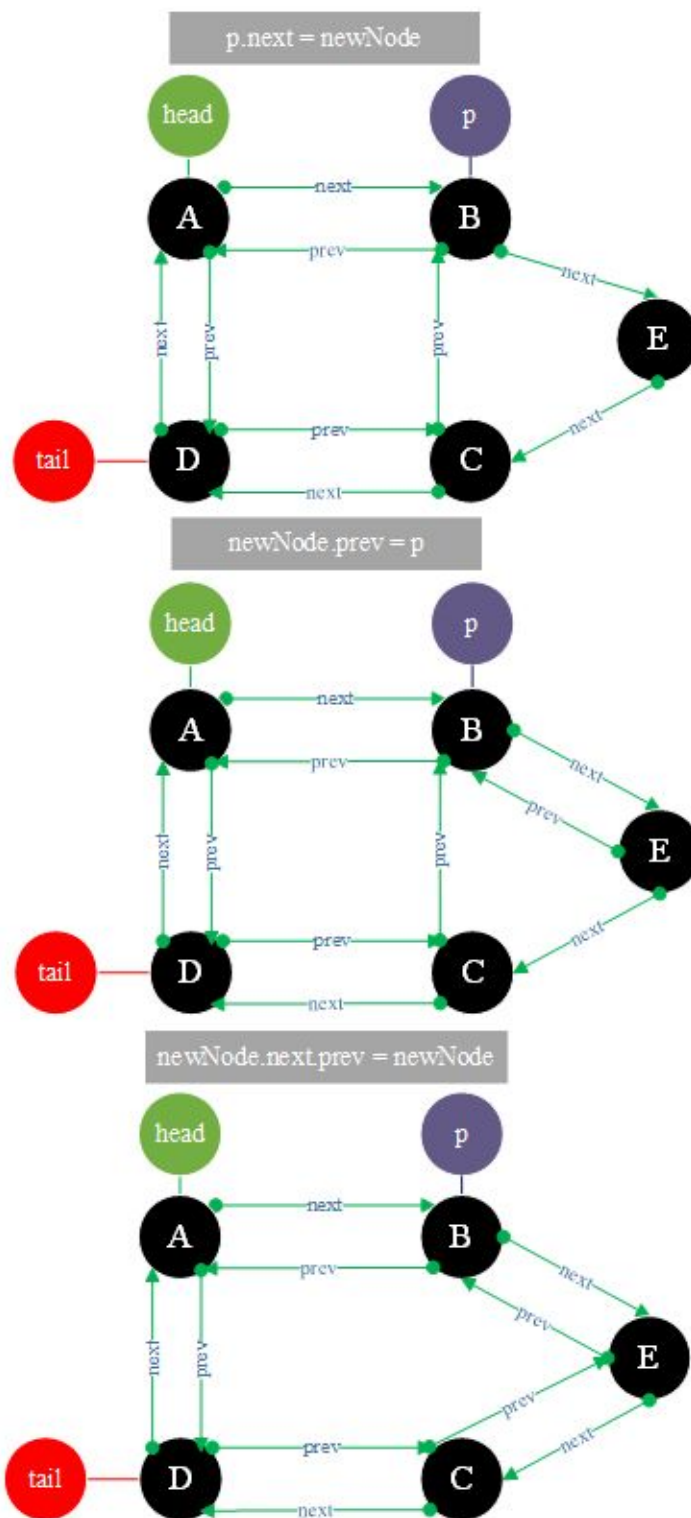 p.next = newNode
head
p
next
A
B
prev
next
E
next
prev
prev
next
tail
D
prev
C
next
newNode.prev = p
head
p
next
A
B
prev
next
prev
E
next
prev
prev
next
tail
D
prev
C
next
newNode.next.prev = newNode
head
p
next
A
B
prev
next
prev
E
next
prev
prev
next
tail
D
prev
C
next